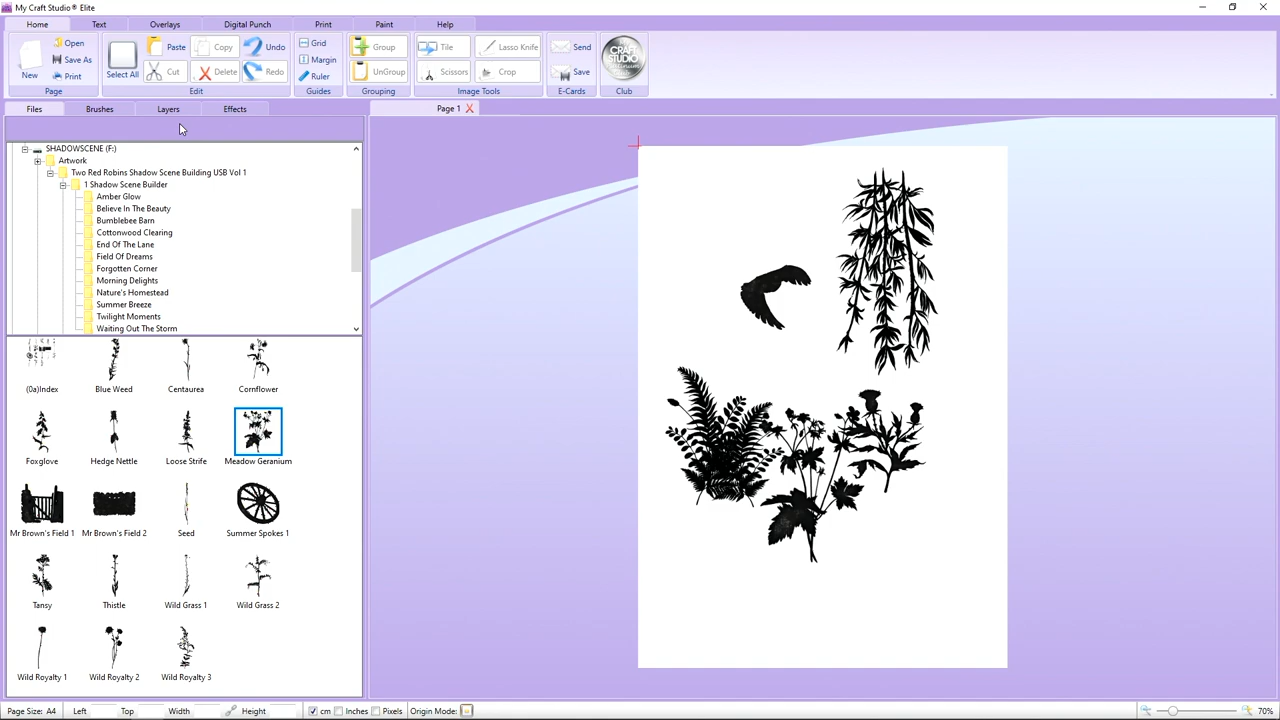 My Craft Studio® Elite
Home Text Overlays Digital Punch Print Paint Help
New Open Save As Print
Select All Paste Copy Undo
Cut Delete Redo
Grid Margin Ruler
Group UnGroup
Tile Lasso Knife
Scissors Crop
Send Save
MY CRAFT STUDIO
Page Edit Guides Grouping Image Tools E-Cards Club
Files Brushes Layers Effects
Page 1
SHADOWSCENE (F:)
Artwork
Two Red Robins Shadow Scene Building USB Vol 1
1 Shadow Scene Builder
Amber Glow
Believe In The Beauty
Bumblebee Barn
Cottonwood Clearing
End Of The Lane
Field Of Dreams
Forgotten Corner
Morning Delights
Nature's Homestead
Summer Breeze
Twilight Moments
Waiting Out The Storm
(0a)Index Blue Weed Centaurea Cornflower
Foxglove Hedge Nettle Loose Strife Meadow Geranium
Mr Brown's Field 1 Mr Brown's Field 2 Seed Summer Spokes 1
Tansy Thistle Wild Grass 1 Wild Grass 2
Wild Royalty 1 Wild Royalty 2 Wild Royalty 3
Page Size: A4 Left Top Width Height cm Inches Pixels Origin Mode: 70%